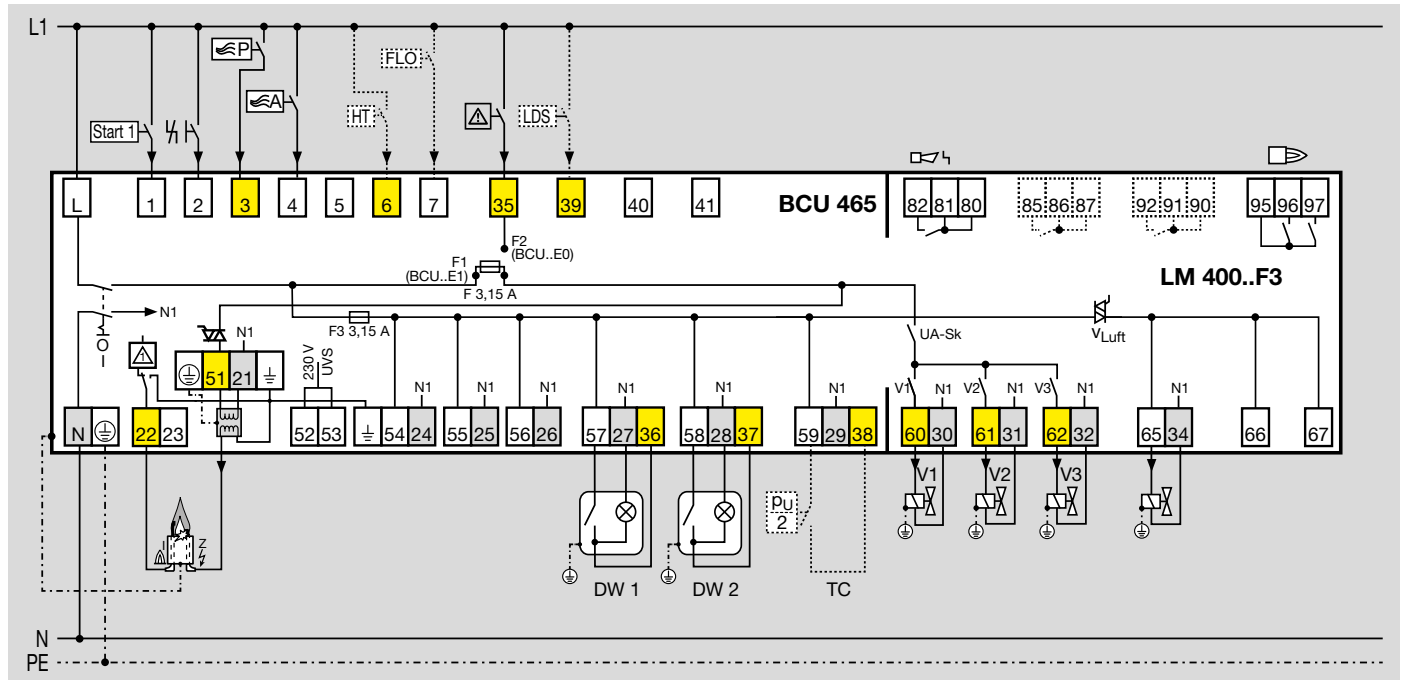 L1
P
FLO
A
HT
LDS
Start 1
L 1 2 3 4 5 6 7 35 39 40 41
BCU 465
82 81 80
85 86 87
92 91 90
95 96 97
F2
(BCU..E0)
F1
(BCU..E1)
F 3,15 A
LM 400..F3
N1
F3 3,15 A
UA-Sk
VLuft
O
I
1
N1
230 V
UVS
51 21
N1 N1 N1 N1 N1 N1 V1 N1 V2 N1 V3 N1 N1
N 22 23 52 53 54 24 55 25 56 26 57 27 36 58 28 37 59 29 38 60 30 61 31 62 32 65 34 66 67
V1 V2 V3
pU
2
I
Z
DW 1 DW 2 TC
N
PE